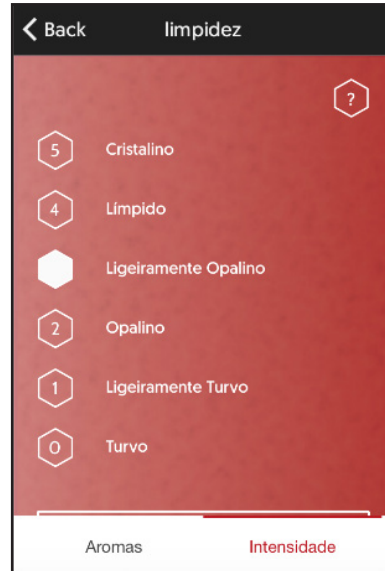 Back limpidez
?
5 Cristalino
4 Límpido
Ligeiramente Opalino
2 Opalino
1 Ligeiramente Turvo
0 Turvo
Aromas Intensidade